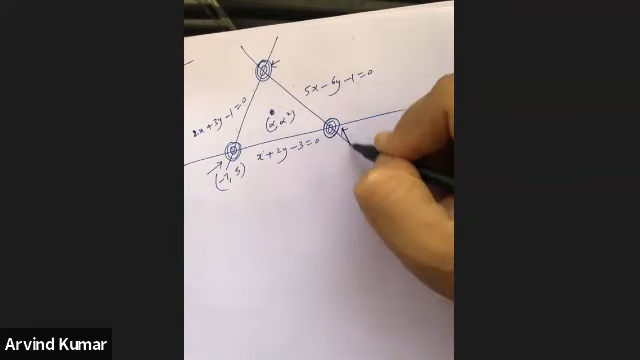 5x - 6y - 1 = 0
2x + 3y - 1 = 0
(α, α²)
x + 2y - 3 = 0
(-7, 5)
Arvind Kumar